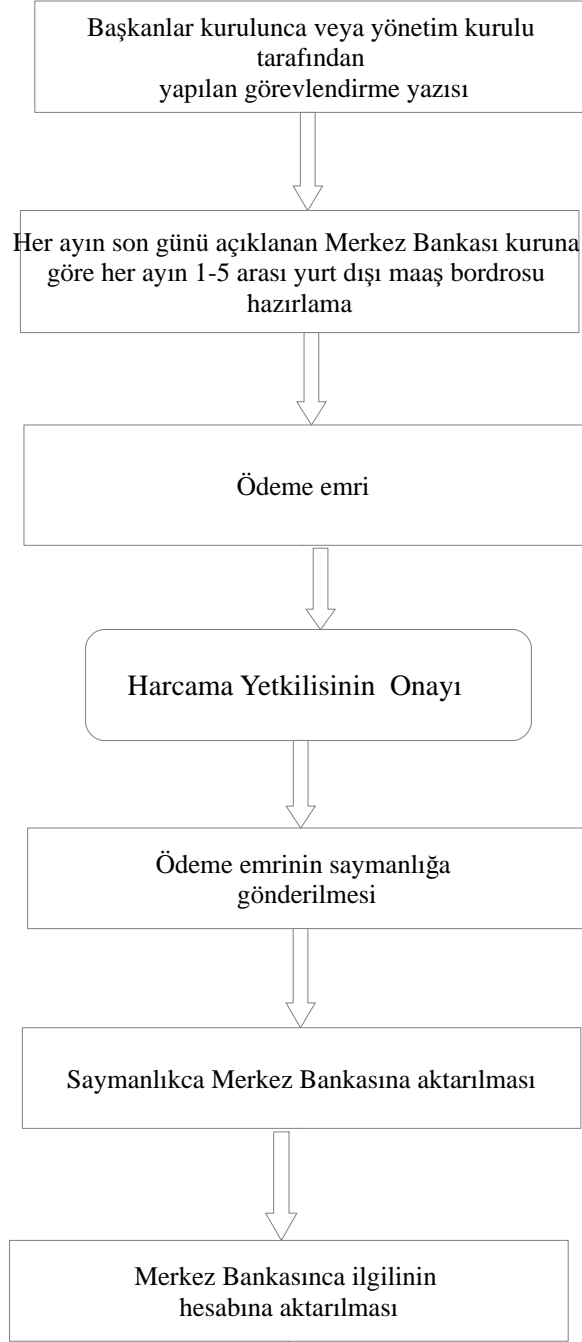 Başkanlar kurulunca veya yönetim kurulu
tarafından
yapılan görevlendirme yazısı
Her ayın son günü açıklanan Merkez Bankası kuruna
göre her ayın 1-5 arası yurt dışı maaş bordrosu
hazırlama
Ödeme emri
Harcama Yetkilisinin Onayı
Ödeme emrinin saymanlığa
gönderilmesi
Saymanlıkca Merkez Bankasına aktarılması
Merkez Bankasınca ilgilinin
hesabına aktarılması